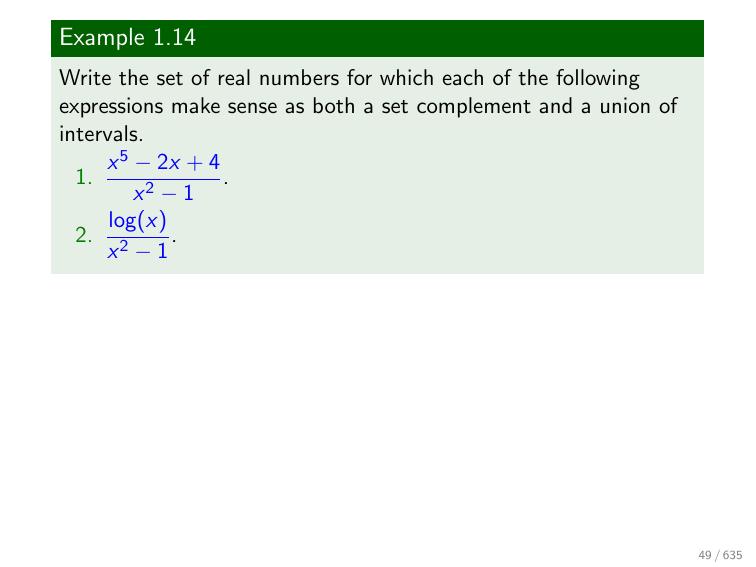 Example 1.14
Write the set of real numbers for which each of the following
expressions make sense as both a set complement and a union of
intervals.
1. (x^5 − 2x + 4)/(x^2 − 1).
2. log(x)/(x^2 − 1).
49 / 635